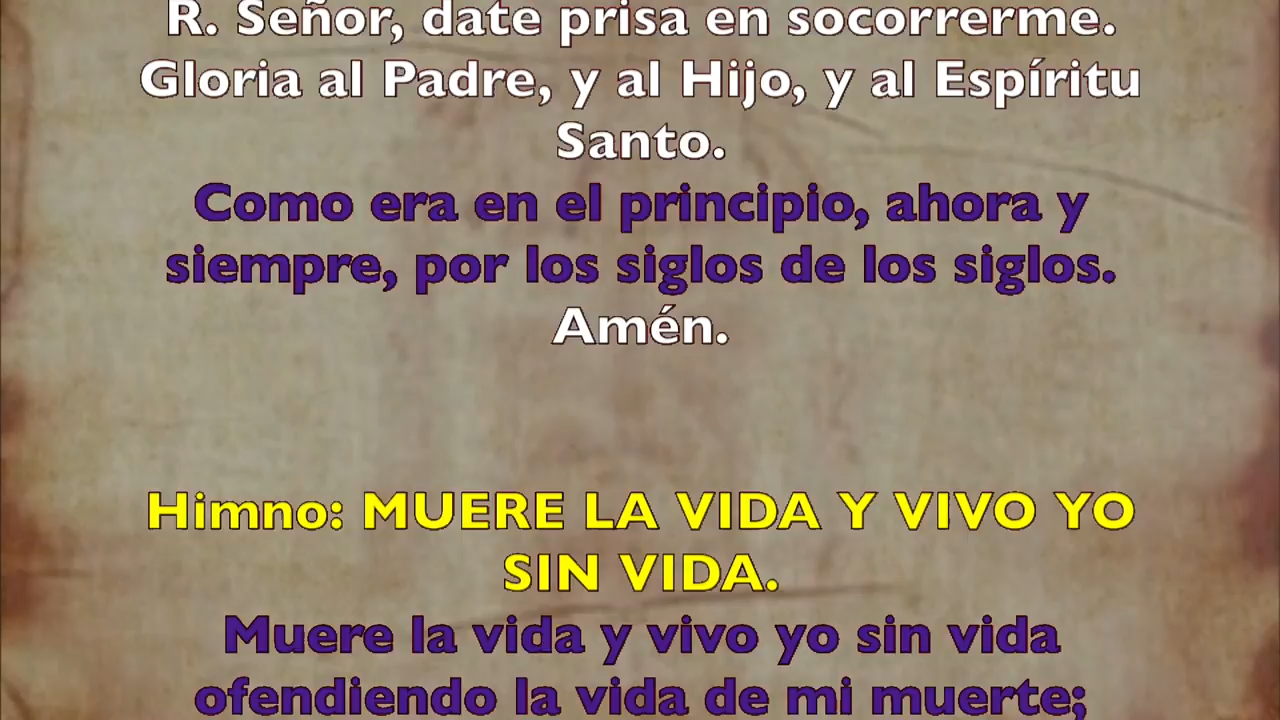 R. Señor, date prisa en socorrerme.
Gloria al Padre, y al Hijo, y al Espíritu
Santo.
Como era en el principio, ahora y
siempre, por los siglos de los siglos.
Amén.
Himno: MUERE LA VIDA Y VIVO YO
SIN VIDA.
Muere la vida y vivo yo sin vida
ofendiendo la vida de mi muerte;